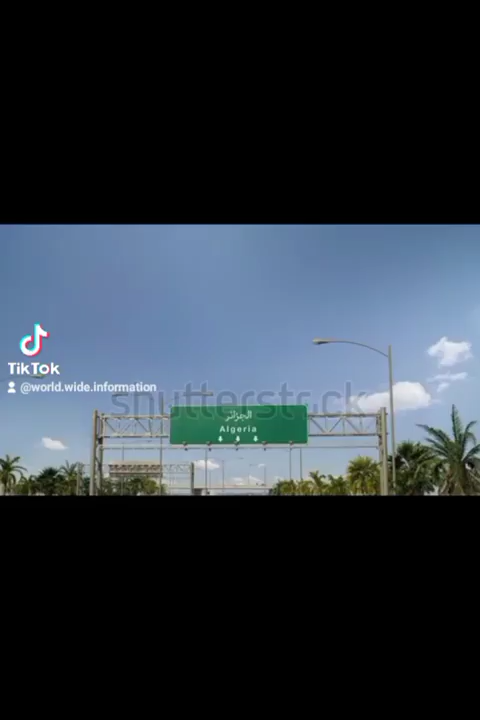 TikTok
@world.wide.information
shutterstock
الجزائر
Algeria